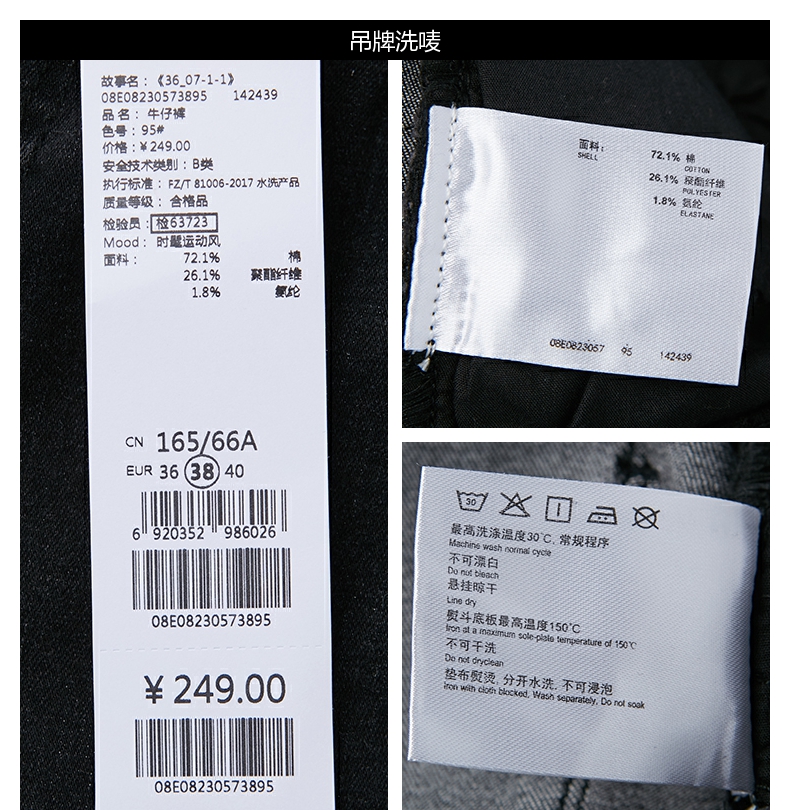 吊牌洗唛
故事名：《36_07-1-1》
08E08230573895 142439
品 名： 牛仔裤
色号：95#
价格：¥249.00
安全技术类别：B类
执行标准：FZ/T 81006-2017 水洗产品
质量等级： 合格品
检验员：检63723
Mood： 时髦运动风
面料： 72.1% 棉
26.1% 聚酯纤维
1.8% 氨纶
CN 165/66A
EUR 36 38 40
6 920352 986026
08E08230573895
¥249.00
08E08230573895
面料： 72.1% 棉
SHELL COTTON
26.1% 聚酯纤维
POLYESTER
1.8% 氨纶
ELASTANE
08E0823057 95 142439
30
最高洗涤温度30℃, 常规程序
Machine wash normal cycle
不可漂白
Do not bleach
悬挂晾干
Line dry
熨斗底板最高温度150℃
Iron at a maximum sole-plate temperature of 150℃
不可干洗
Do not dryclean
垫布熨烫, 分开水洗, 不可浸泡
Iron with cloth blocked, Wash separately, Do not soak